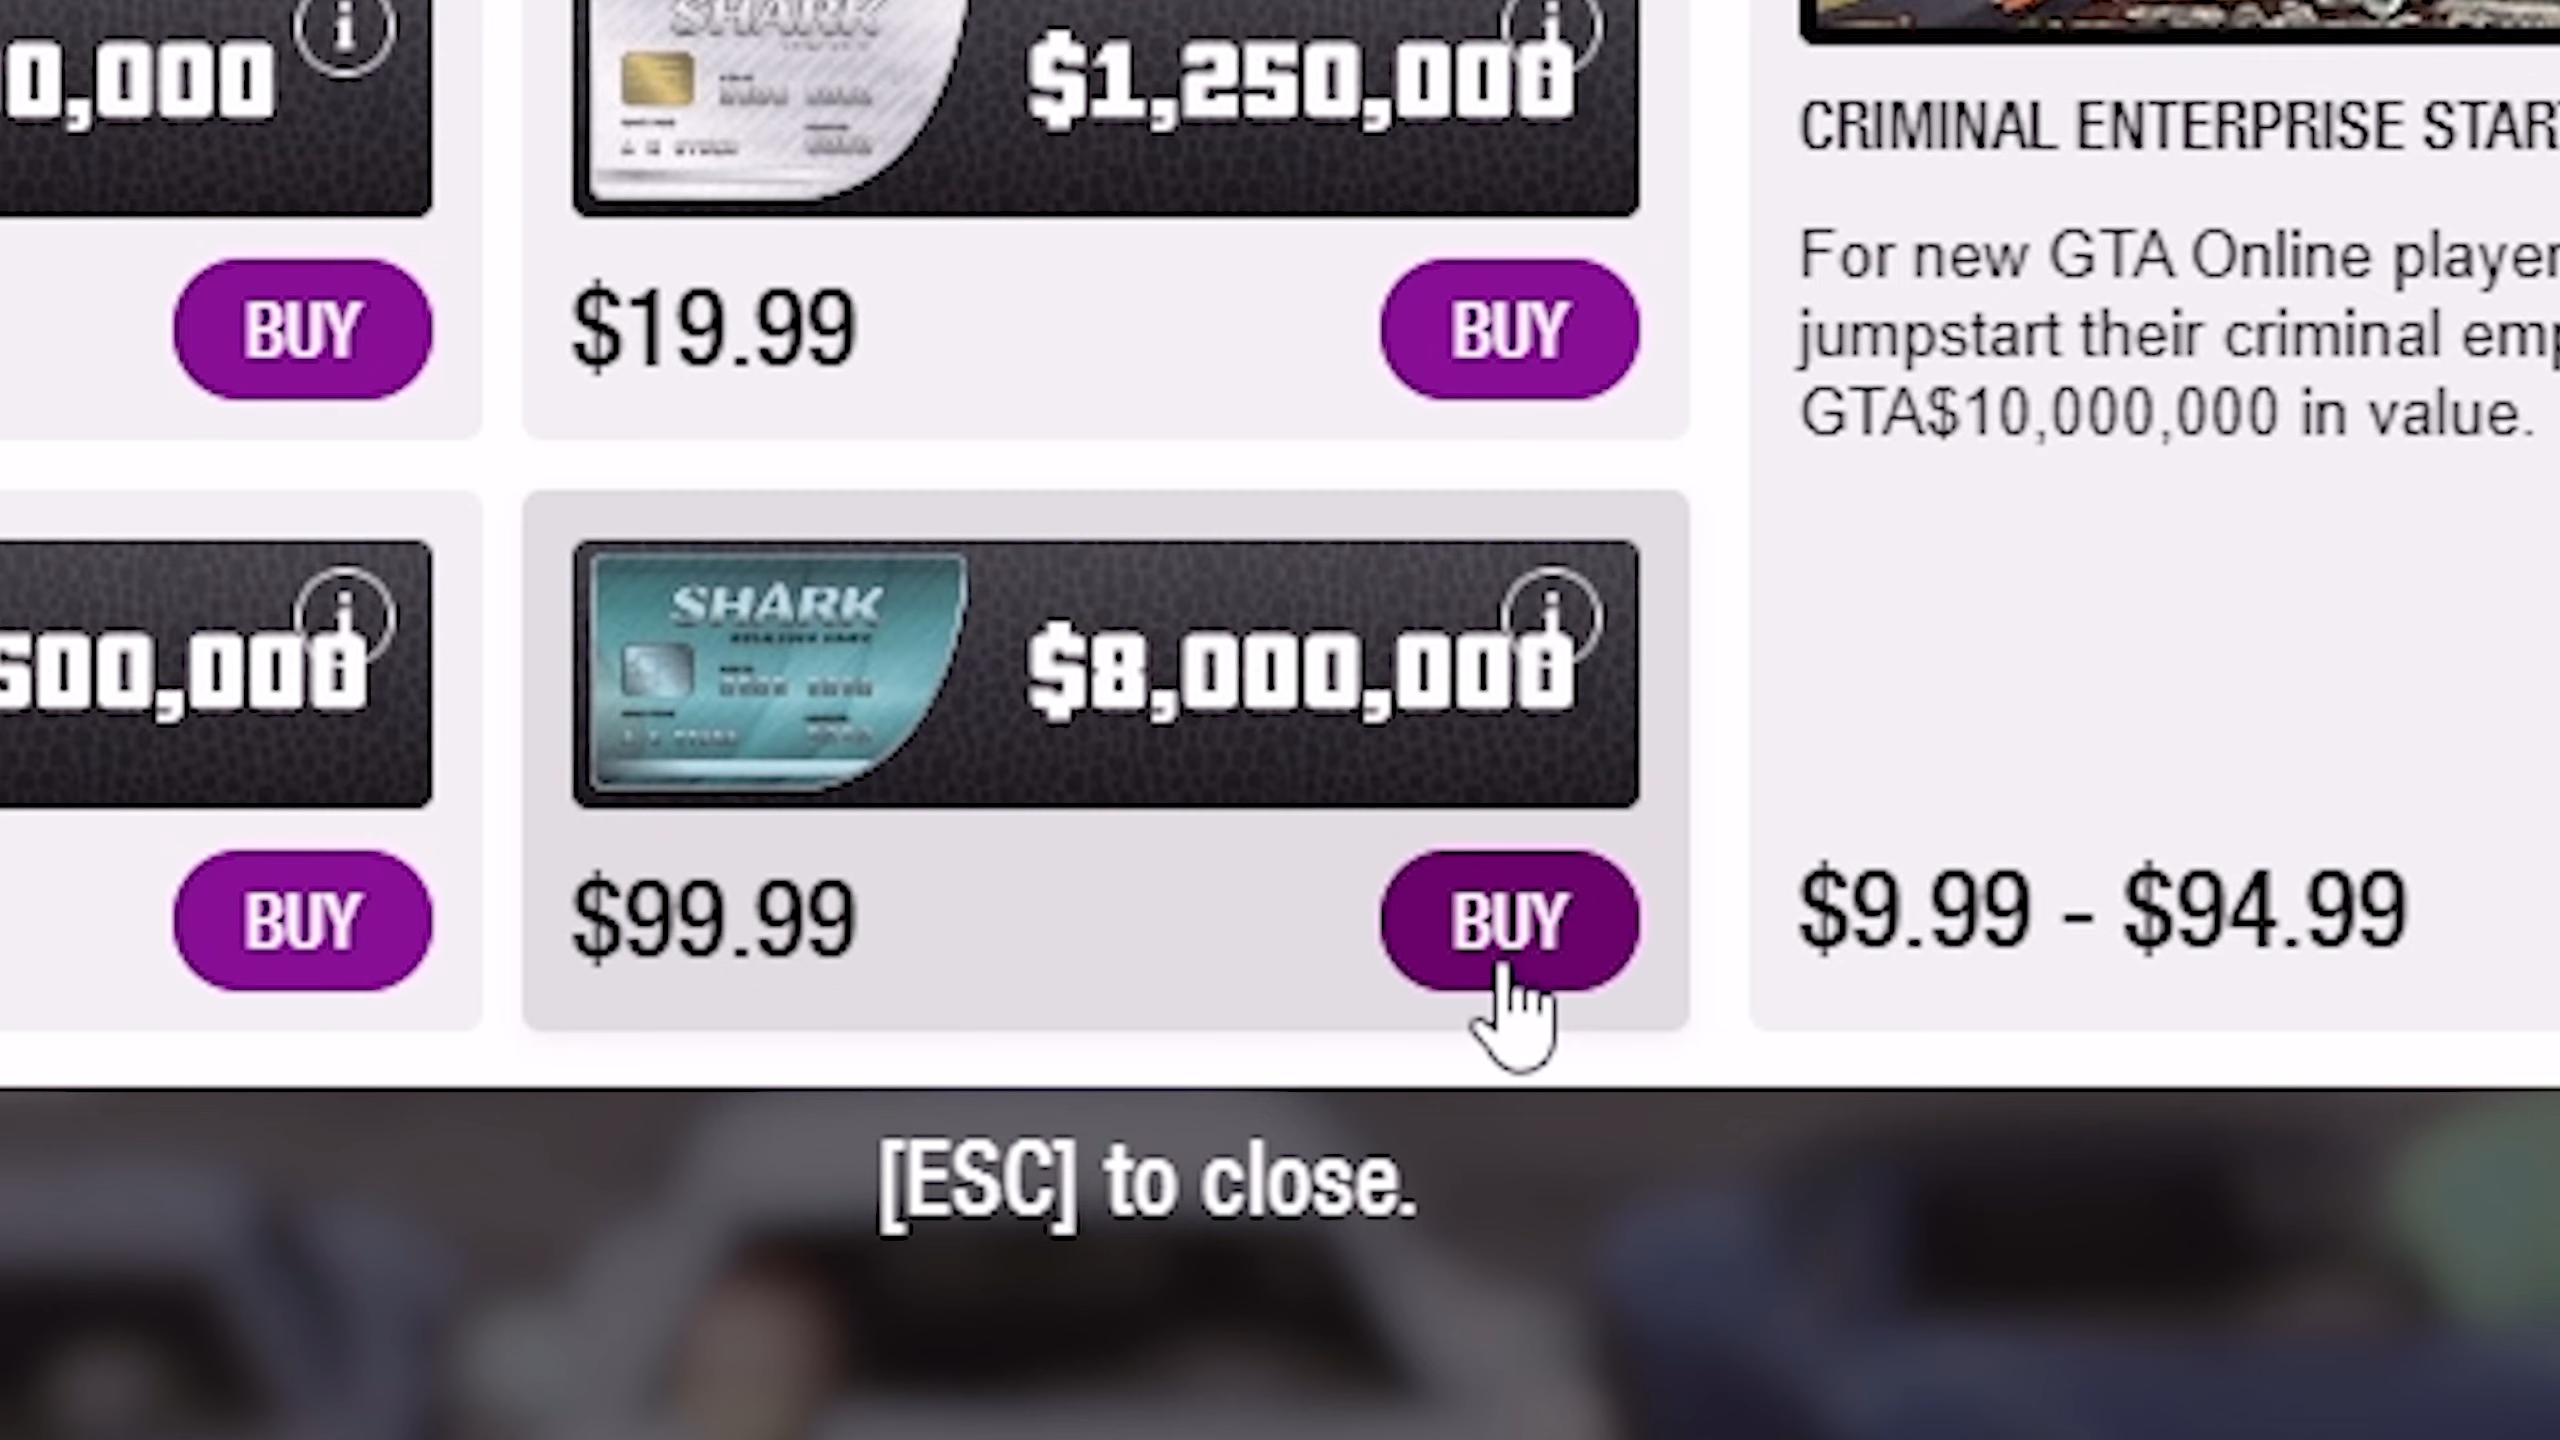 0,000
SHARK
$1,250,000
BUY
$19.99
BUY
500,000
BUY
SHARK
$8,000,000
$99.99
BUY
CRIMINAL ENTERPRISE STAR
For new GTA Online player
jumpstart their criminal emp
GTA$10,000,000 in value.
$9.99 - $94.99
[ESC] to close.